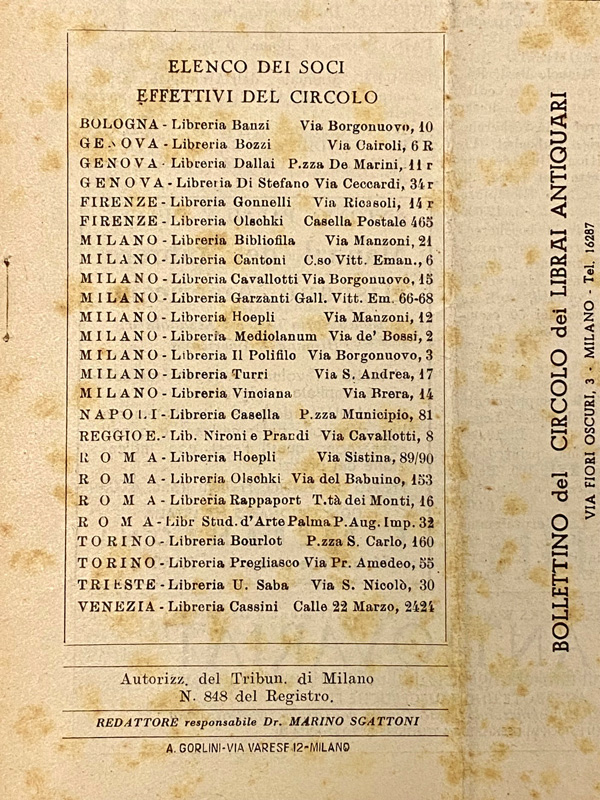 ELENCO DEI SOCI
EFFETTIVI DEL CIRCOLO
BOLOGNA - Libreria Banzi Via Borgonuovo, 10
GENOVA - Libreria Bozzi Via Cairoli, 6 R
GENOVA - Libreria Dallai P.zza De Marini, 11 r
GENOVA - Libreria Di Stefano Via Ceccardi, 34 r
FIRENZE - Libreria Gonnelli Via Ricasoli, 14 r
FIRENZE - Libreria Olschki Casella Postale 465
MILANO - Libreria Bibliofila Via Manzoni, 21
MILANO - Libreria Cantoni C.so Vitt. Eman., 6
MILANO - Libreria Cavallotti Via Borgonuovo, 15
MILANO - Libreria Garzanti Gall. Vitt. Em. 66-68
MILANO - Libreria Hoepli Via Manzoni, 12
MILANO - Libreria Mediolanum Via de' Bossi, 2
MILANO - Libreria Il Polifilo Via Borgonuovo, 3
MILANO - Libreria Turri Via S. Andrea, 17
MILANO - Libreria Vinciana Via Brera, 14
NAPOLI - Libreria Casella P.zza Municipio, 81
REGGIO E. - Lib. Nironi e Prandi Via Cavallotti, 8
ROMA - Libreria Hoepli Via Sistina, 89/90
ROMA - Libreria Olschki Via del Babuino, 153
ROMA - Libreria Rappaport T.tà dei Monti, 16
ROMA - Libr Stud. d'Arte Palma P. Aug. Imp. 32
TORINO - Libreria Bourlot P.zza S. Carlo, 160
TORINO - Libreria Pregliasco Via Pr. Amedeo, 55
TRIESTE - Libreria U. Saba Via S. Nicolò, 30
VENEZIA - Libreria Cassini Calle 22 Marzo, 2424
Autorizz. del Tribun. di Milano
N. 848 del Registro.
REDATTORE responsabile Dr. MARINO SGATTONI
A. GORLINI - VIA VARESE 12 - MILANO
BOLLETTINO del CIRCOLO dei LIBRAI ANTIQUARI
VIA FIORI OSCURI, 3 - MILANO - Tel. 16287